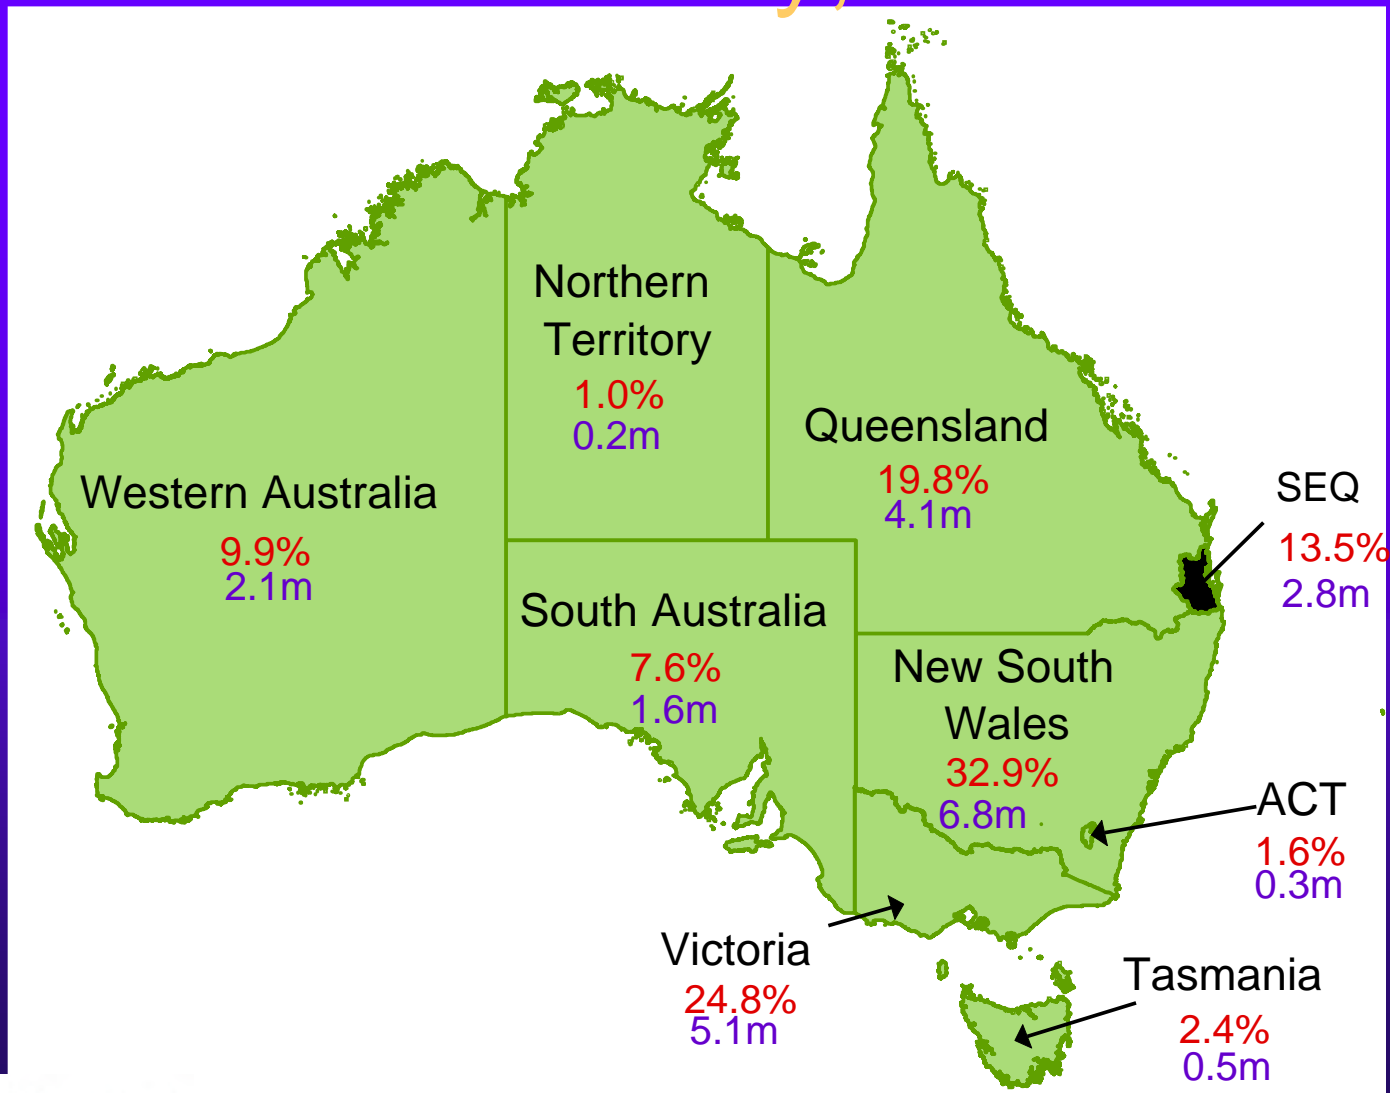 Northern
Territory
1.0%
0.2m
Queensland
19.8%
4.1m
Western Australia
9.9%
2.1m
SEQ
13.5%
2.8m
South Australia
7.6%
1.6m
New South
Wales
32.9%
6.8m
ACT
1.6%
0.3m
Victoria
24.8%
5.1m
Tasmania
2.4%
0.5m